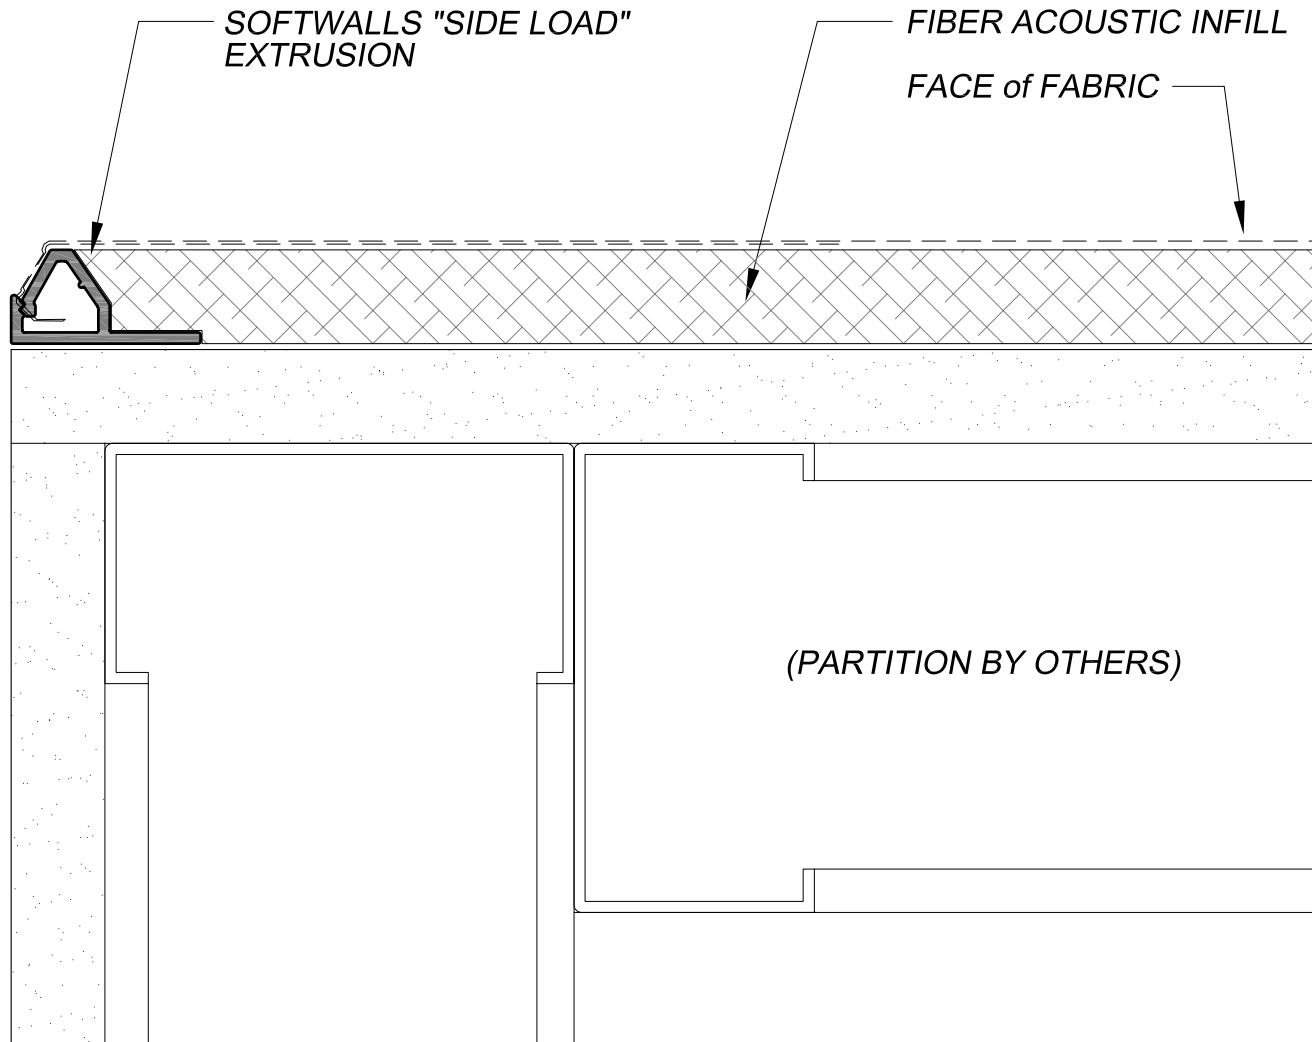 SOFTWALLS "SIDE LOAD"
EXTRUSION
FIBER ACOUSTIC INFILL
FACE of FABRIC
(PARTITION BY OTHERS)